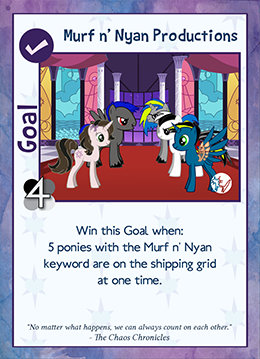 Murf n' Nyan Productions
Goal
4
Win this Goal when:
5 ponies with the Murf n' Nyan
keyword are on the shipping grid
at one time.
"No matter what happens, we can always count on each other."
- The Chaos Chronicles